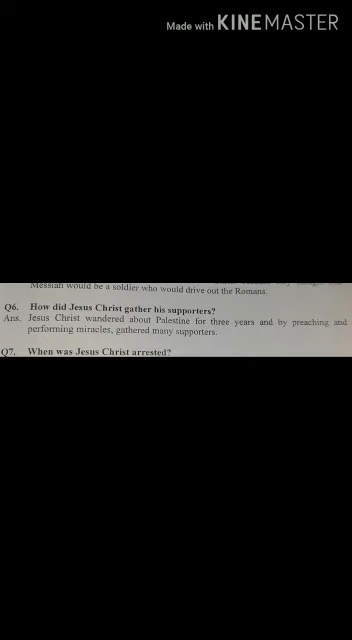 Made with KINEMASTER
Messiah would be a soldier who would drive out the Romans.
Q6. How did Jesus Christ gather his supporters?
Ans. Jesus Christ wandered about Palestine for three years and by preaching and
performing miracles, gathered many supporters.
Q7. When was Jesus Christ arrested?